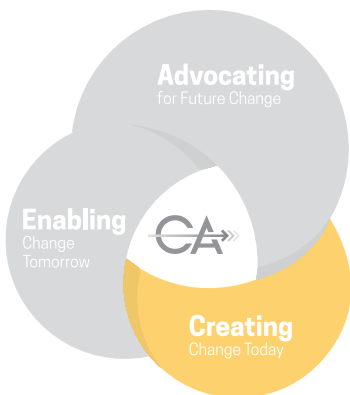 Advocating
for Future Change
Enabling
Change
Tomorrow
CA
Creating
Change Today